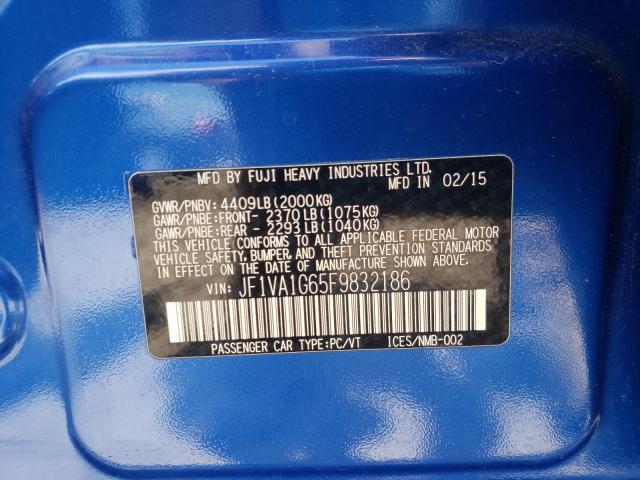 MFD BY FUJI HEAVY INDUSTRIES LTD.
MFD IN 02/15
GVWR/PNBV: 4409LB(2000KG)
GAWR/PNBE:FRONT- 2370LB(1075KG)
GAWR/PNBE:REAR - 2293LB(1040KG)
THIS VEHICLE CONFORMS TO ALL APPLICABLE FEDERAL MOTOR
VEHICLE SAFETY, BUMPER, AND THEFT PREVENTION STANDARDS
IN EFFECT ON THE DATE OF MANUFACTURE SHOWN ABOVE.
VIN: JF1VA1G65F9832186
PASSENGER CAR TYPE:PC/VT ICES/NMB-002